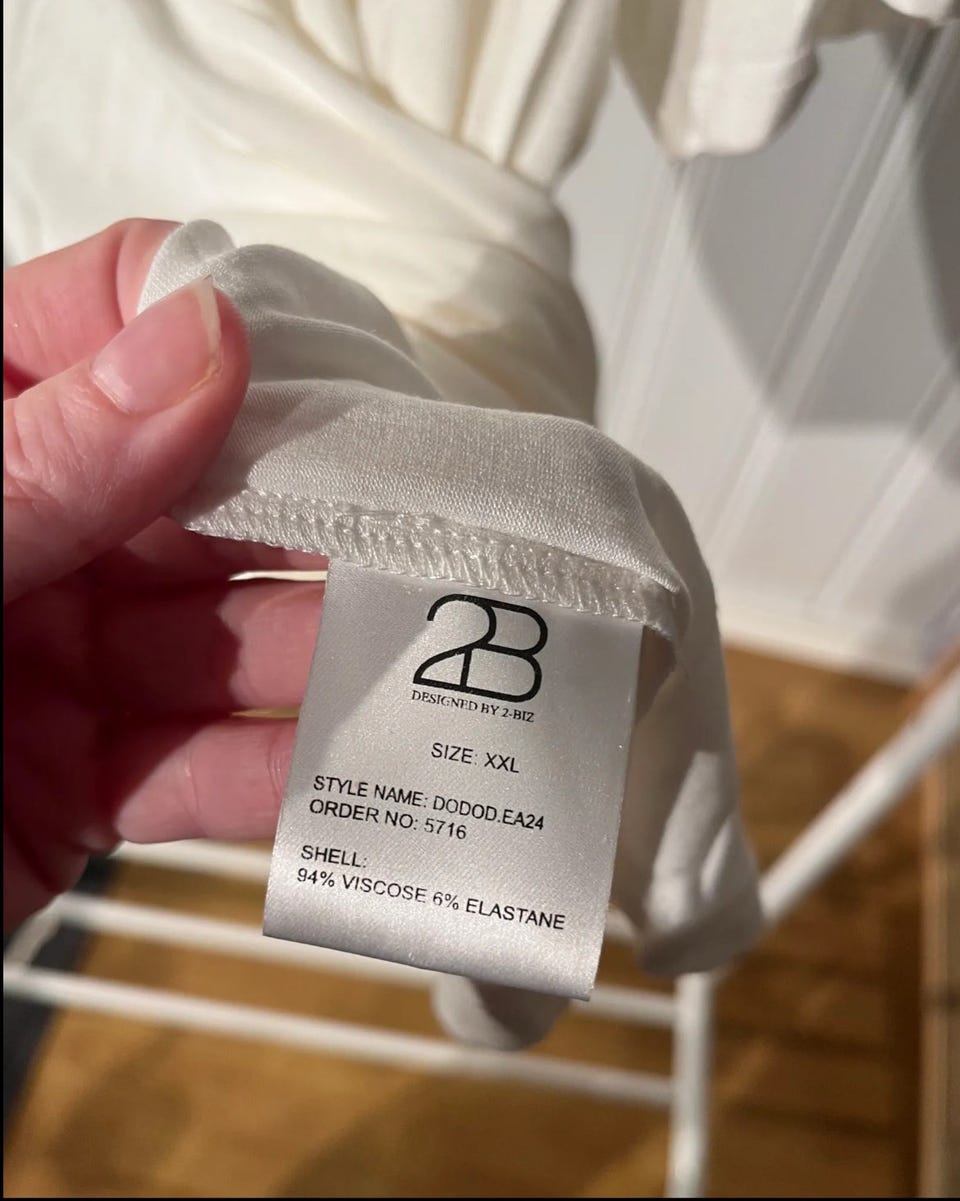 2B
DESIGNED BY 2-BIZ
SIZE: XXL
STYLE NAME: DODOD.EA24
ORDER NO: 5716
SHELL:
94% VISCOSE 6% ELASTANE